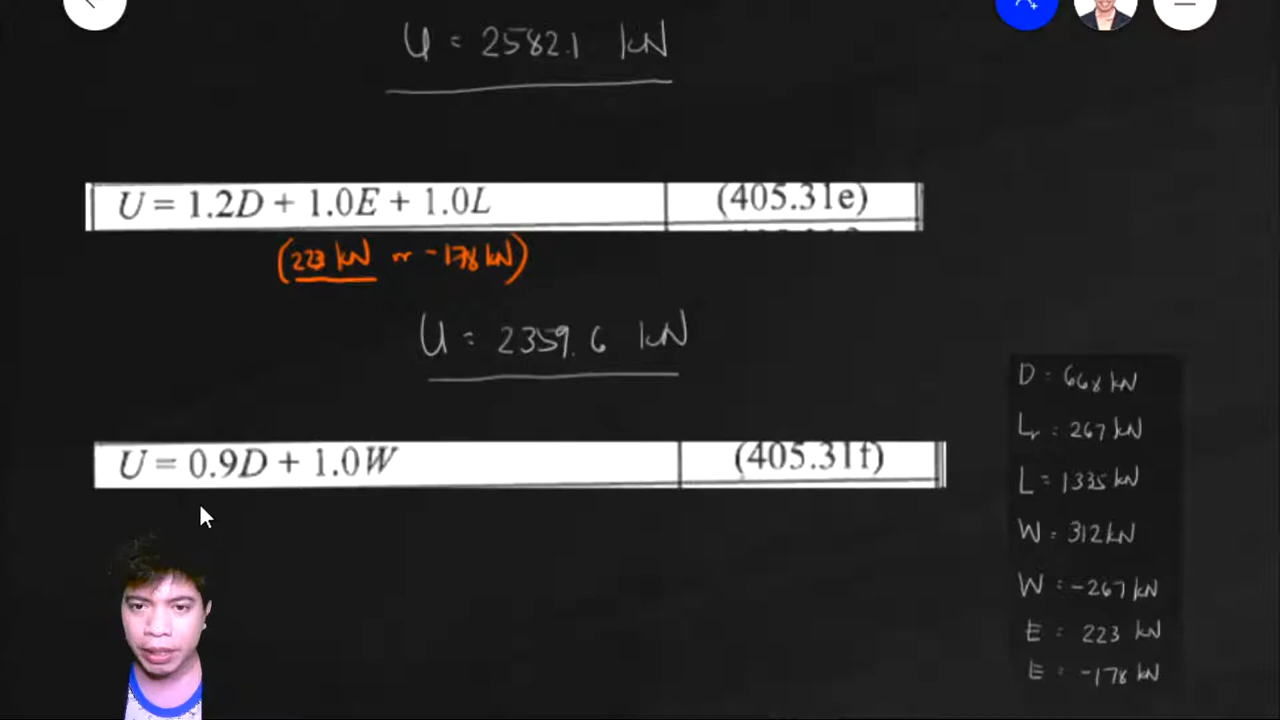 U = 2582.1 kN
U = 1.2D + 1.0E + 1.0L (405.31e)
(223 kN or -178 kN)
U = 2359.6 kN
U = 0.9D + 1.0W (405.31f)
D = 668 kN
Lr = 267 kN
L = 1335 kN
W = 312 kN
W = -267 kN
E = 223 kN
E = -178 kN